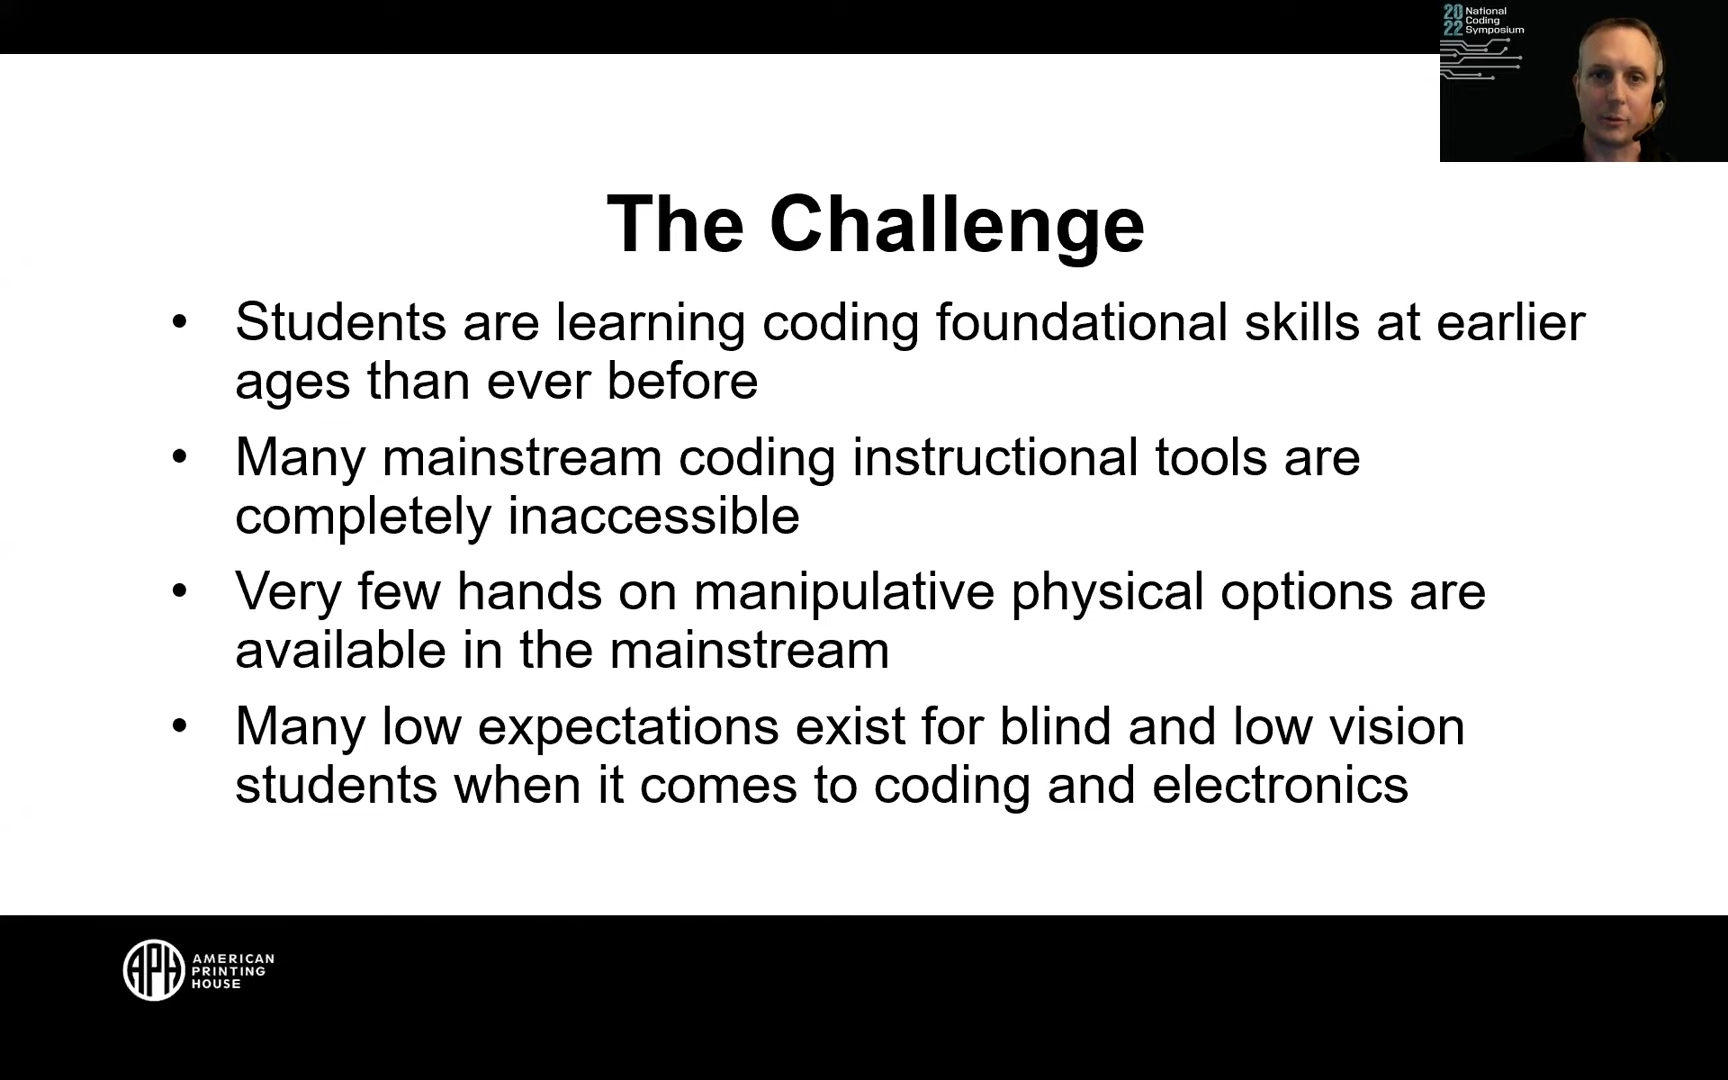 2022 National Coding Symposium
The Challenge
• Students are learning coding foundational skills at earlier
ages than ever before
• Many mainstream coding instructional tools are
completely inaccessible
• Very few hands on manipulative physical options are
available in the mainstream
• Many low expectations exist for blind and low vision
students when it comes to coding and electronics
APH
AMERICAN
PRINTING
HOUSE